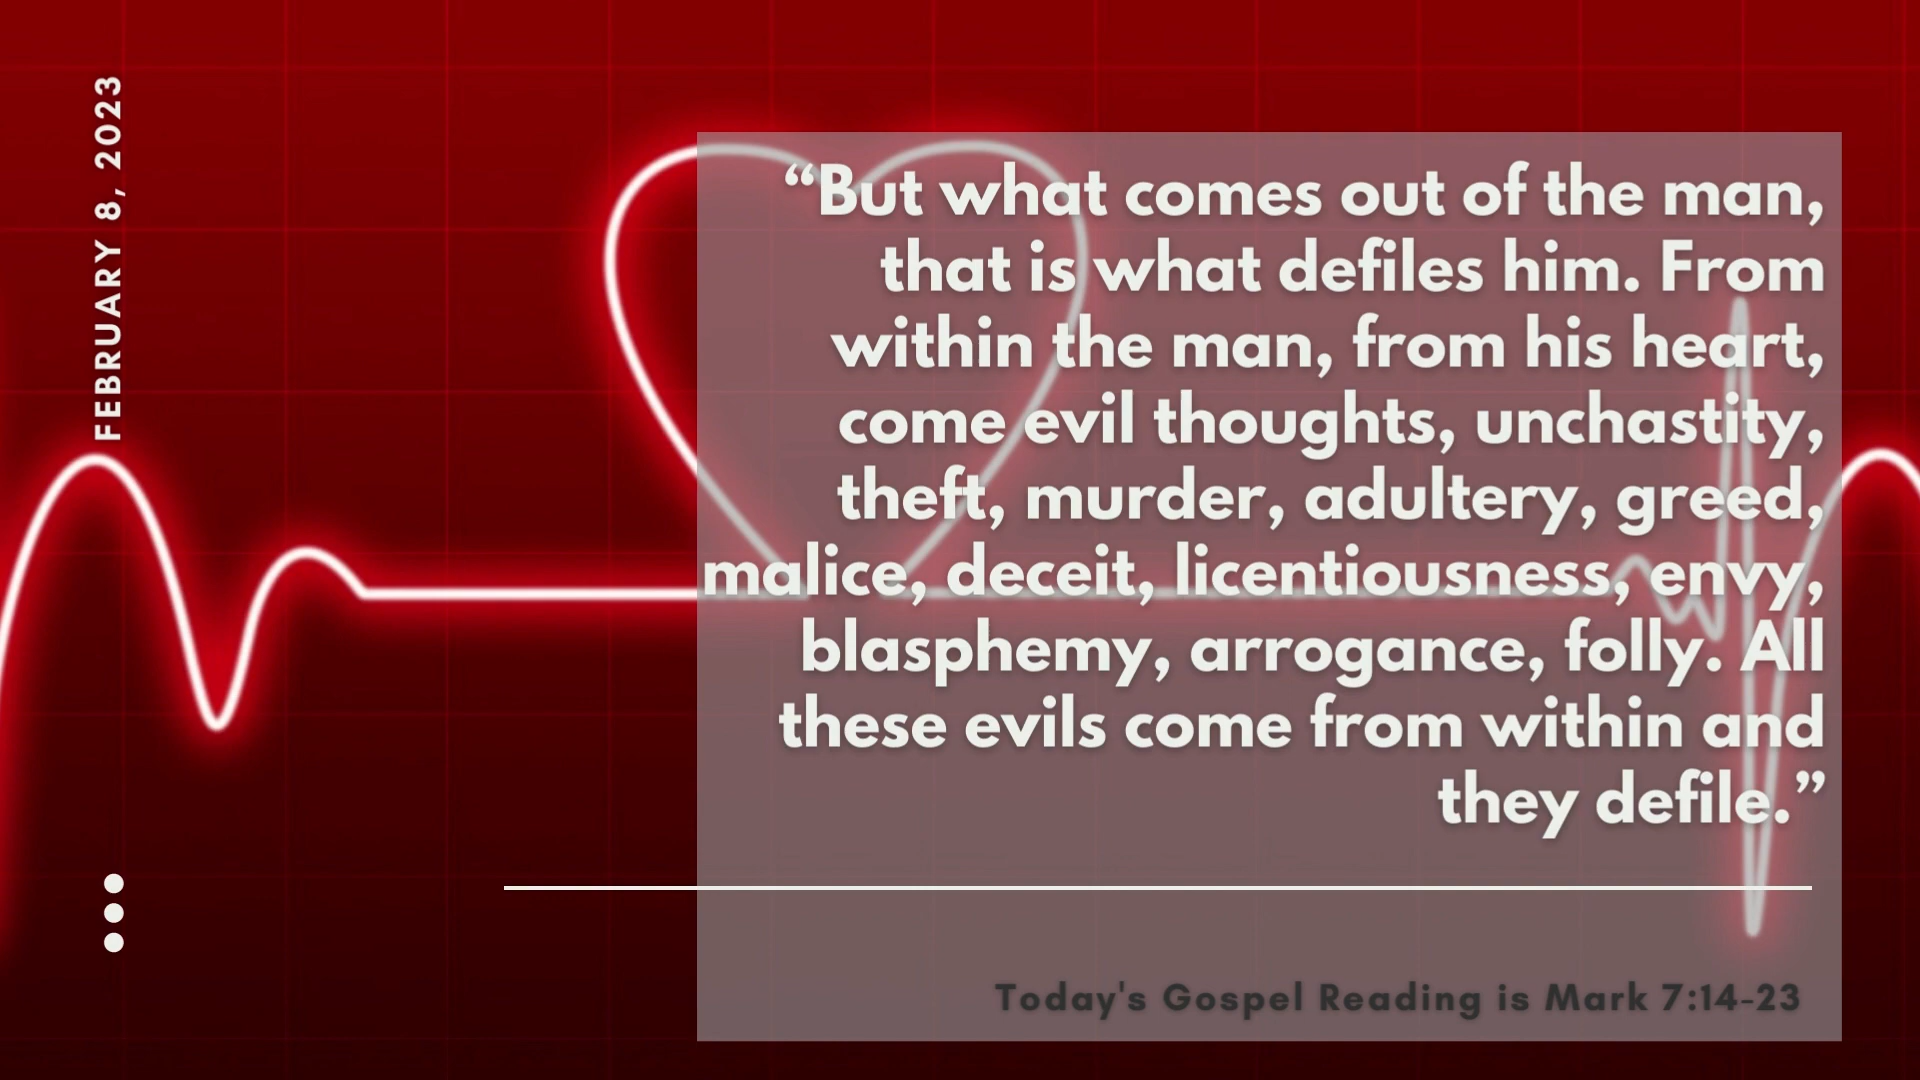 FEBRUARY 8, 2023
“But what comes out of the man,
that is what defiles him. From
within the man, from his heart,
come evil thoughts, unchastity,
theft, murder, adultery, greed,
malice, deceit, licentiousness, envy,
blasphemy, arrogance, folly. All
these evils come from within and
they defile.”
Today's Gospel Reading is Mark 7:14-23